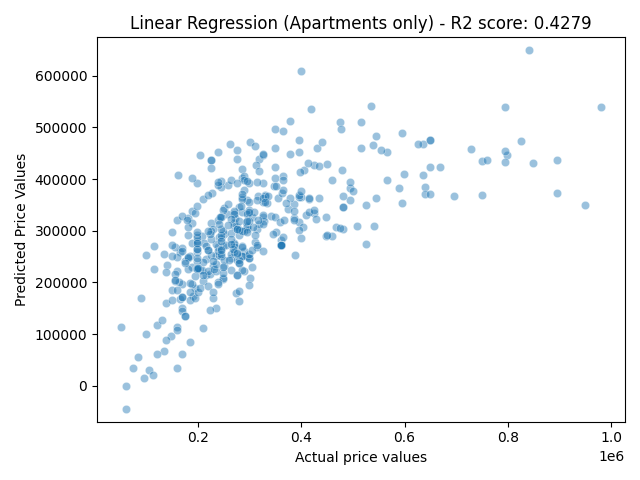 Linear Regression (Apartments only) - R2 score: 0.4279
Predicted Price Values
600000
500000
400000
300000
200000
100000
0
0.2 0.4 0.6 0.8 1.0
1e6
Actual price values